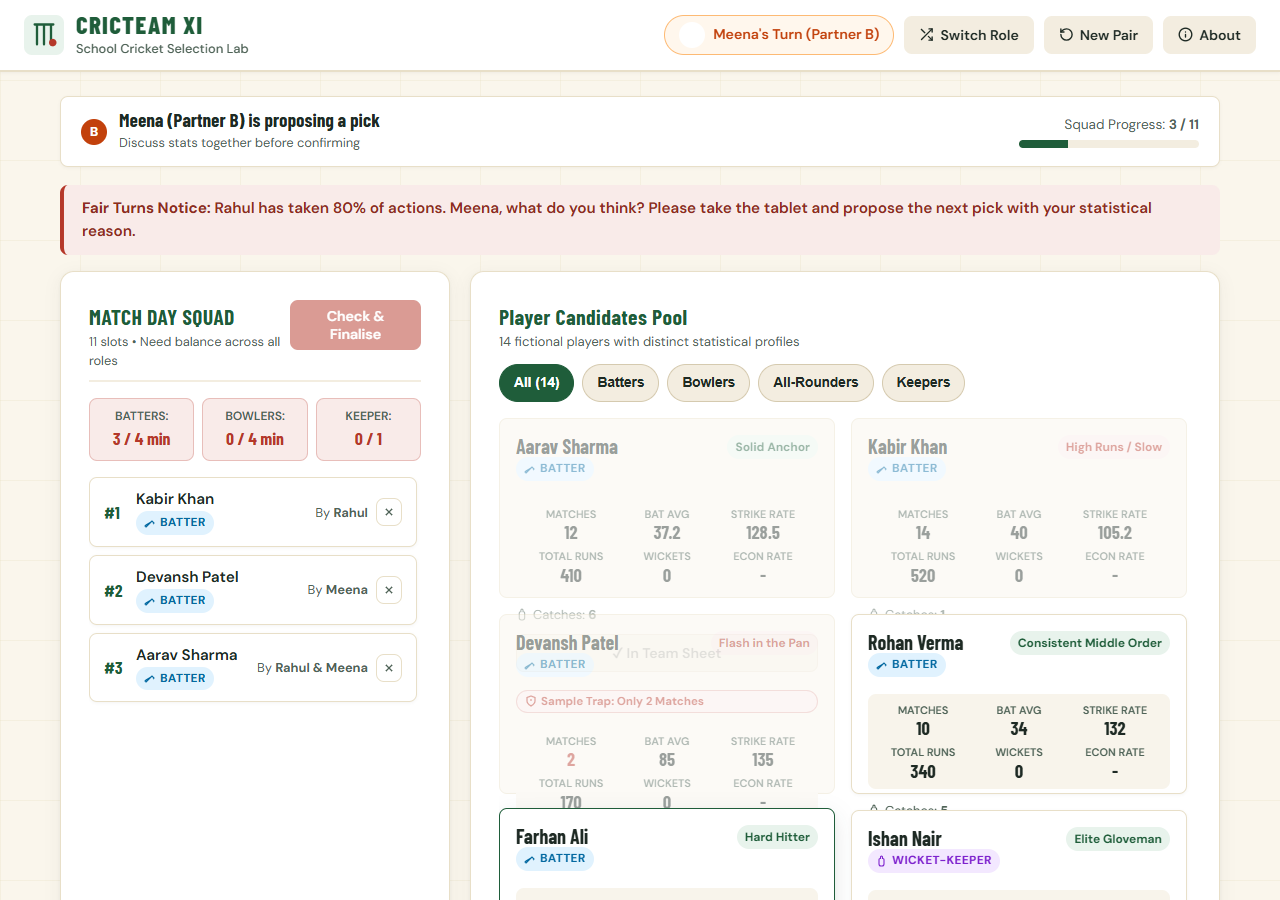 CRICTEAM XI
School Cricket Selection Lab
Meena's Turn (Partner B)
Switch Role
New Pair
About
B
Meena (Partner B) is proposing a pick
Discuss stats together before confirming
Squad Progress: 3 / 11
Fair Turns Notice: Rahul has taken 80% of actions. Meena, what do you think? Please take the tablet and propose the next pick with your statistical
reason.
MATCH DAY SQUAD
11 slots • Need balance across all
roles
Check &
Finalise
BATTERS:
3 / 4 min
BOWLERS:
0 / 4 min
KEEPER:
0 / 1
#1
Kabir Khan
BATTER
By Rahul
×
#2
Devansh Patel
BATTER
By Meena
×
#3
Aarav Sharma
BATTER
By Rahul & Meena
×
Player Candidates Pool
14 fictional players with distinct statistical profiles
All (14)
Batters
Bowlers
All-Rounders
Keepers
Aarav Sharma
Solid Anchor
BATTER
MATCHES BAT AVG STRIKE RATE
12 37.2 128.5
TOTAL RUNS WICKETS ECON RATE
410 0 -
Catches: 6
✓ In Team Sheet
Kabir Khan
High Runs / Slow
BATTER
MATCHES BAT AVG STRIKE RATE
14 40 105.2
TOTAL RUNS WICKETS ECON RATE
520 0 -
Catches: 1
Devansh Patel
Flash in the Pan
BATTER
Sample Trap: Only 2 Matches
MATCHES BAT AVG STRIKE RATE
2 85 135
TOTAL RUNS WICKETS ECON RATE
170 0 -
Rohan Verma
Consistent Middle Order
BATTER
MATCHES BAT AVG STRIKE RATE
10 34 132
TOTAL RUNS WICKETS ECON RATE
340 0 -
Catches: 5
Farhan Ali
Hard Hitter
BATTER
Ishan Nair
Elite Gloveman
WICKET-KEEPER